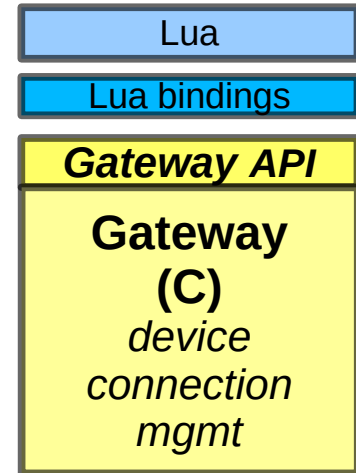 Lua
Lua bindings
Gateway API
Gateway
(C)
device
connection
mgmt